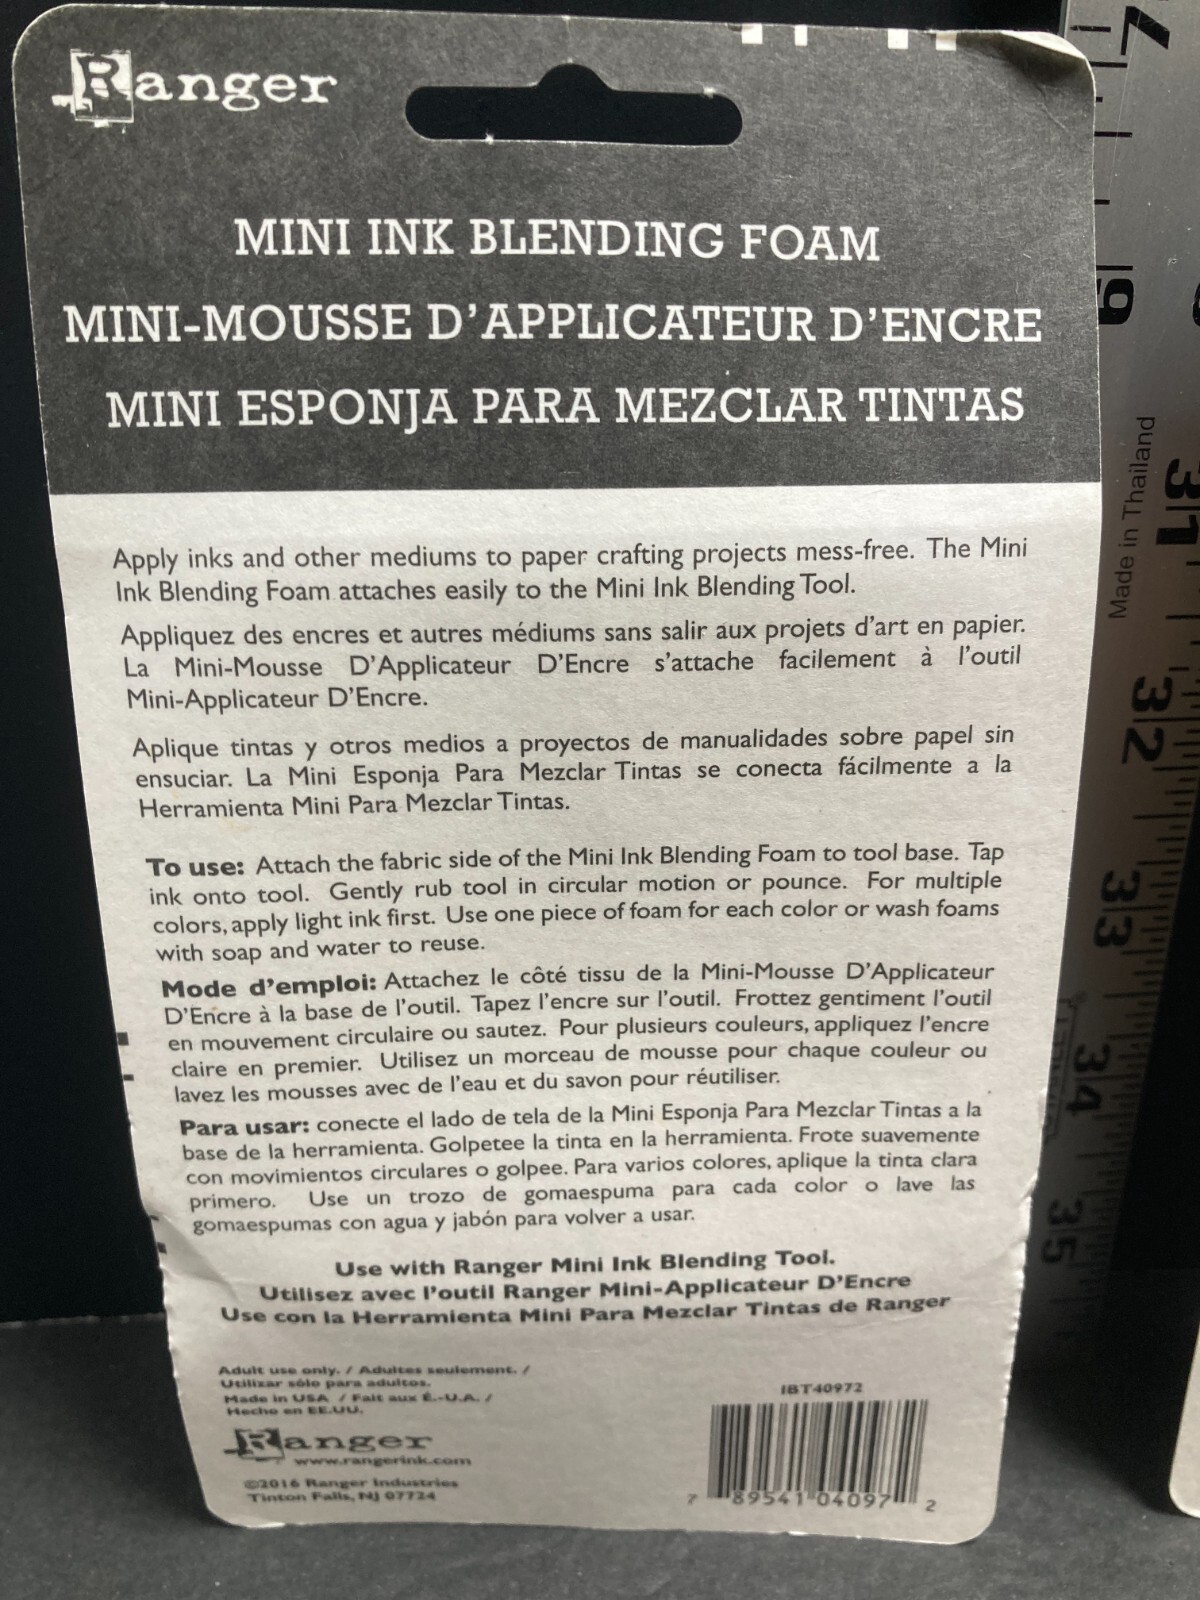 Ranger
MINI INK BLENDING FOAM
MINI-MOUSSE D'APPLICATEUR D'ENCRE
MINI ESPONJA PARA MEZCLAR TINTAS
Apply inks and other mediums to paper crafting projects mess-free. The Mini
Ink Blending Foam attaches easily to the Mini Ink Blending Tool.
Appliquez des encres et autres médiums sans salir aux projets d'art en papier.
La Mini-Mousse D'Applicateur D'Encre s'attache facilement à l'outil
Mini-Applicateur D'Encre.
Aplique tintas y otros medios a proyectos de manualidades sobre papel sin
ensuciar. La Mini Esponja Para Mezclar Tintas se conecta fácilmente a la
Herramienta Mini Para Mezclar Tintas.
To use: Attach the fabric side of the Mini Ink Blending Foam to tool base. Tap
ink onto tool. Gently rub tool in circular motion or pounce. For multiple
colors, apply light ink first. Use one piece of foam for each color or wash foams
with soap and water to reuse.
Mode d'emploi: Attachez le côté tissu de la Mini-Mousse D'Applicateur
D'Encre à la base de l'outil. Tapez l'encre sur l'outil. Frottez gentiment l'outil
en mouvement circulaire ou sautez. Pour plusieurs couleurs, appliquez l'encre
claire en premier. Utilisez un morceau de mousse pour chaque couleur ou
lavez les mousses avec de l'eau et du savon pour réutiliser.
Para usar: conecte el lado de tela de la Mini Esponja Para Mezclar Tintas a la
base de la herramienta. Golpetee la tinta en la herramienta. Frote suavemente
con movimientos circulares o golpee. Para varios colores, aplique la tinta clara
primero. Use un trozo de gomaespuma para cada color o lave las
gomaespumas con agua y jabón para volver a usar.
Use with Ranger Mini Ink Blending Tool.
Utilisez avec l'outil Ranger Mini-Applicateur D'Encre
Use con la Herramienta Mini Para Mezclar Tintas de Ranger
Adult use only. / Adultes seulement. /
Utilizar sólo para adultos.
Made in USA / Fait aux É.-U.A. /
Hecho en EE.UU.
Ranger
www.rangerink.com
©2016 Ranger Industries
Tinton Falls, NJ 07724
IBT40972
7 89541 04097 2
7
Made in Thailand
31
32
33
34
35